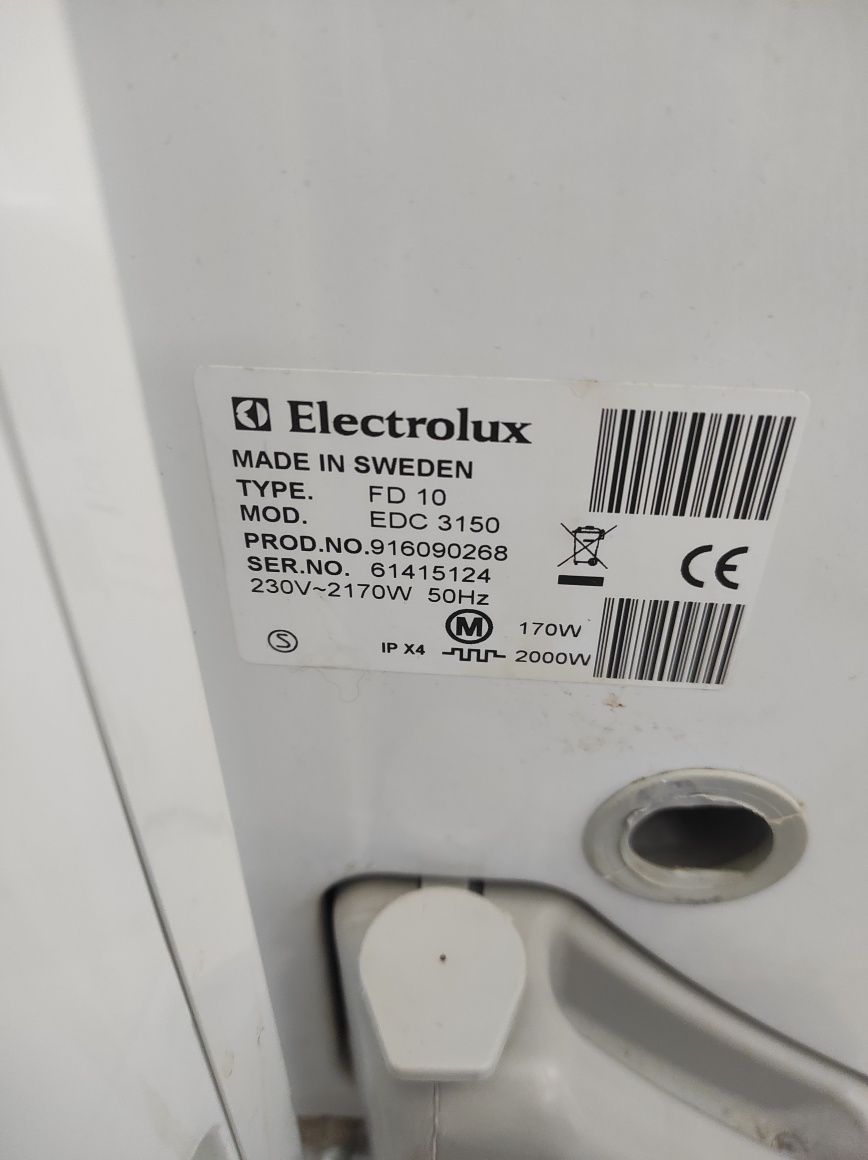 Electrolux
MADE IN SWEDEN
TYPE. FD 10
MOD. EDC 3150
PROD.NO. 916090268
SER.NO. 61415124
230V~2170W 50Hz
M 170W
S IP X4 2000W
CE